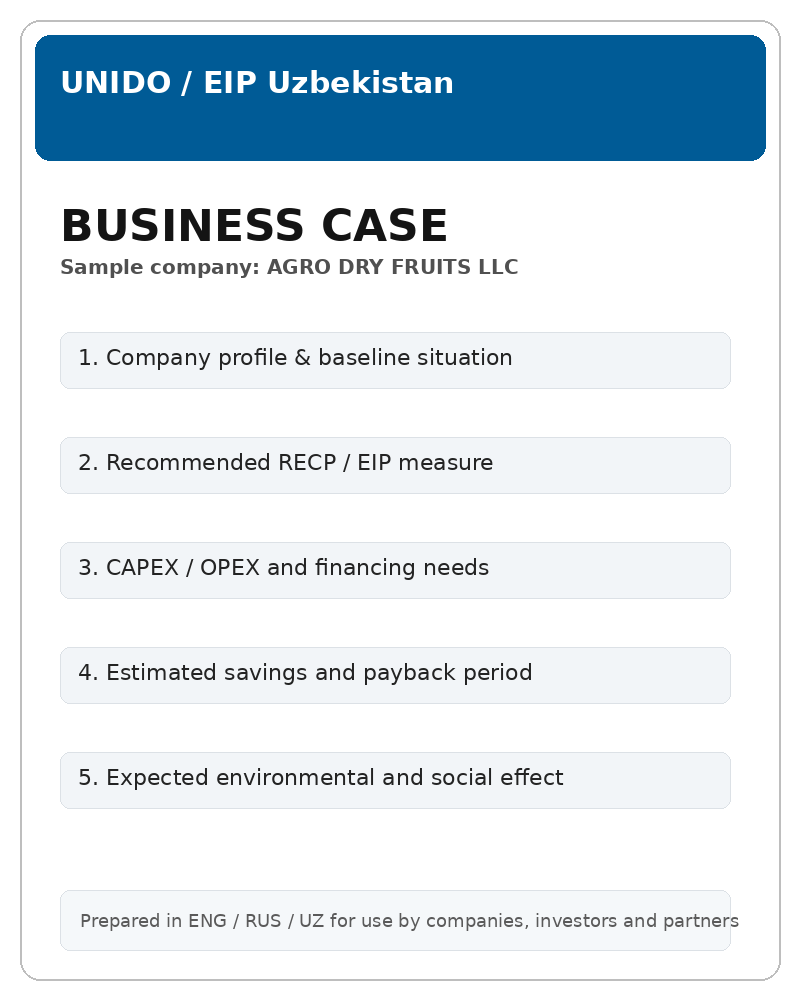 UNIDO / EIP Uzbekistan
BUSINESS CASE
Sample company: AGRO DRY FRUITS LLC
1. Company profile & baseline situation
2. Recommended RECP / EIP measure
3. CAPEX / OPEX and financing needs
4. Estimated savings and payback period
5. Expected environmental and social effect
Prepared in ENG / RUS / UZ for use by companies, investors and partners